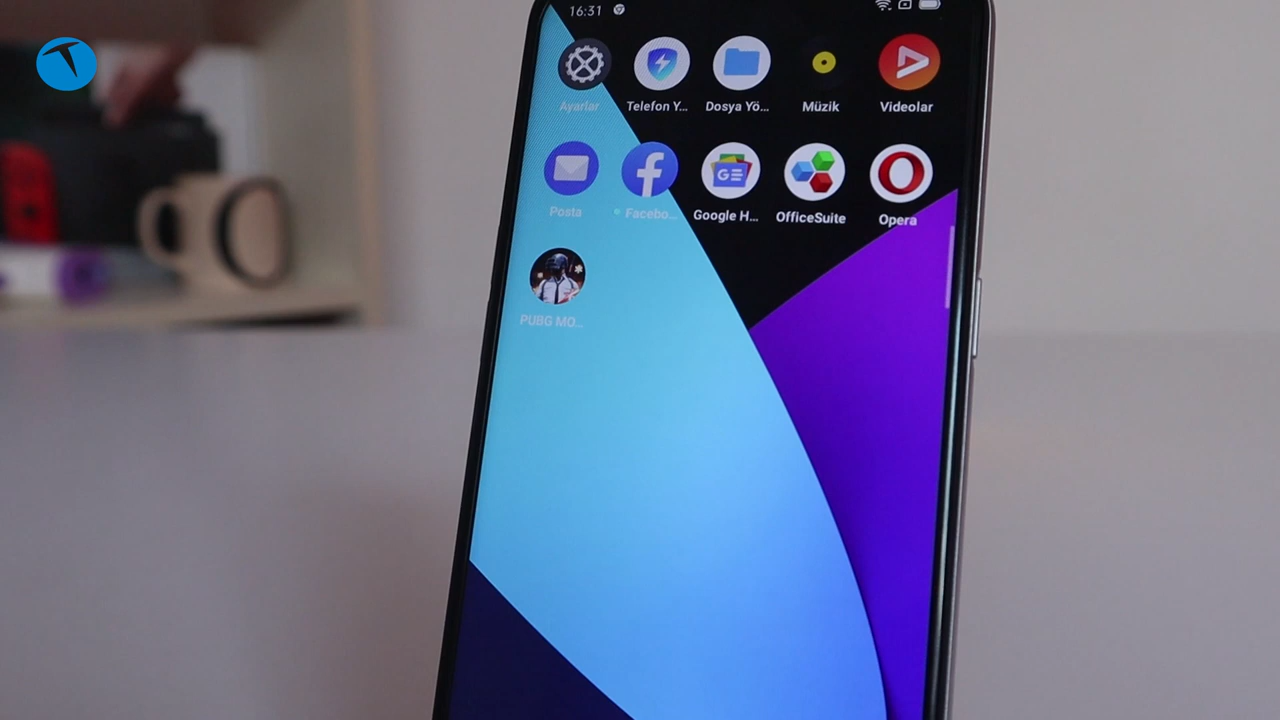 16:31
Ayarlar Telefon Y... Dosya Yö... Müzik Videolar
Posta Facebo... Google H... OfficeSuite Opera
PUBG MO...